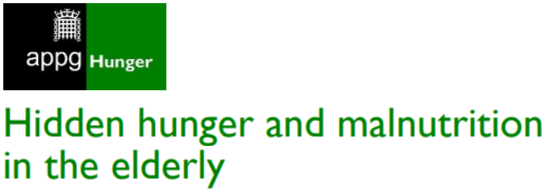 appg Hunger
Hidden hunger and malnutrition
in the elderly